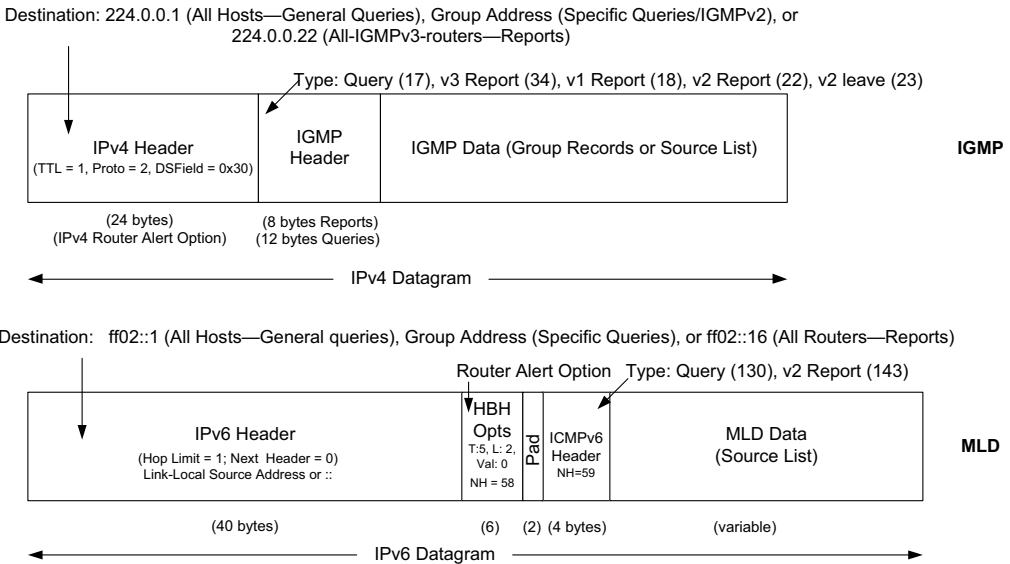 Destination: 224.0.0.1 (All Hosts—General Queries), Group Address (Specific Queries/IGMPv2), or
224.0.0.22 (All-IGMPv3-routers—Reports)
Type: Query (17), v3 Report (34), v1 Report (18), v2 Report (22), v2 leave (23)
IPv4 Header
(TTL = 1, Proto = 2, DSField = 0x30)
IGMP
Header
IGMP Data (Group Records or Source List)
IGMP
(24 bytes)
(IPv4 Router Alert Option)
(8 bytes Reports)
(12 bytes Queries)
IPv4 Datagram
Destination: ff02::1 (All Hosts—General queries), Group Address (Specific Queries), or ff02::16 (All Routers—Reports)
Router Alert Option
Type: Query (130), v2 Report (143)
IPv6 Header
(Hop Limit = 1; Next Header = 0)
Link-Local Source Address or ::
HBH
Opts
T:5, L: 2,
Val: 0
NH = 58
Pad
ICMPv6
Header
NH=59
MLD Data
(Source List)
MLD
(40 bytes)
(6)
(2)
(4 bytes)
(variable)
IPv6 Datagram